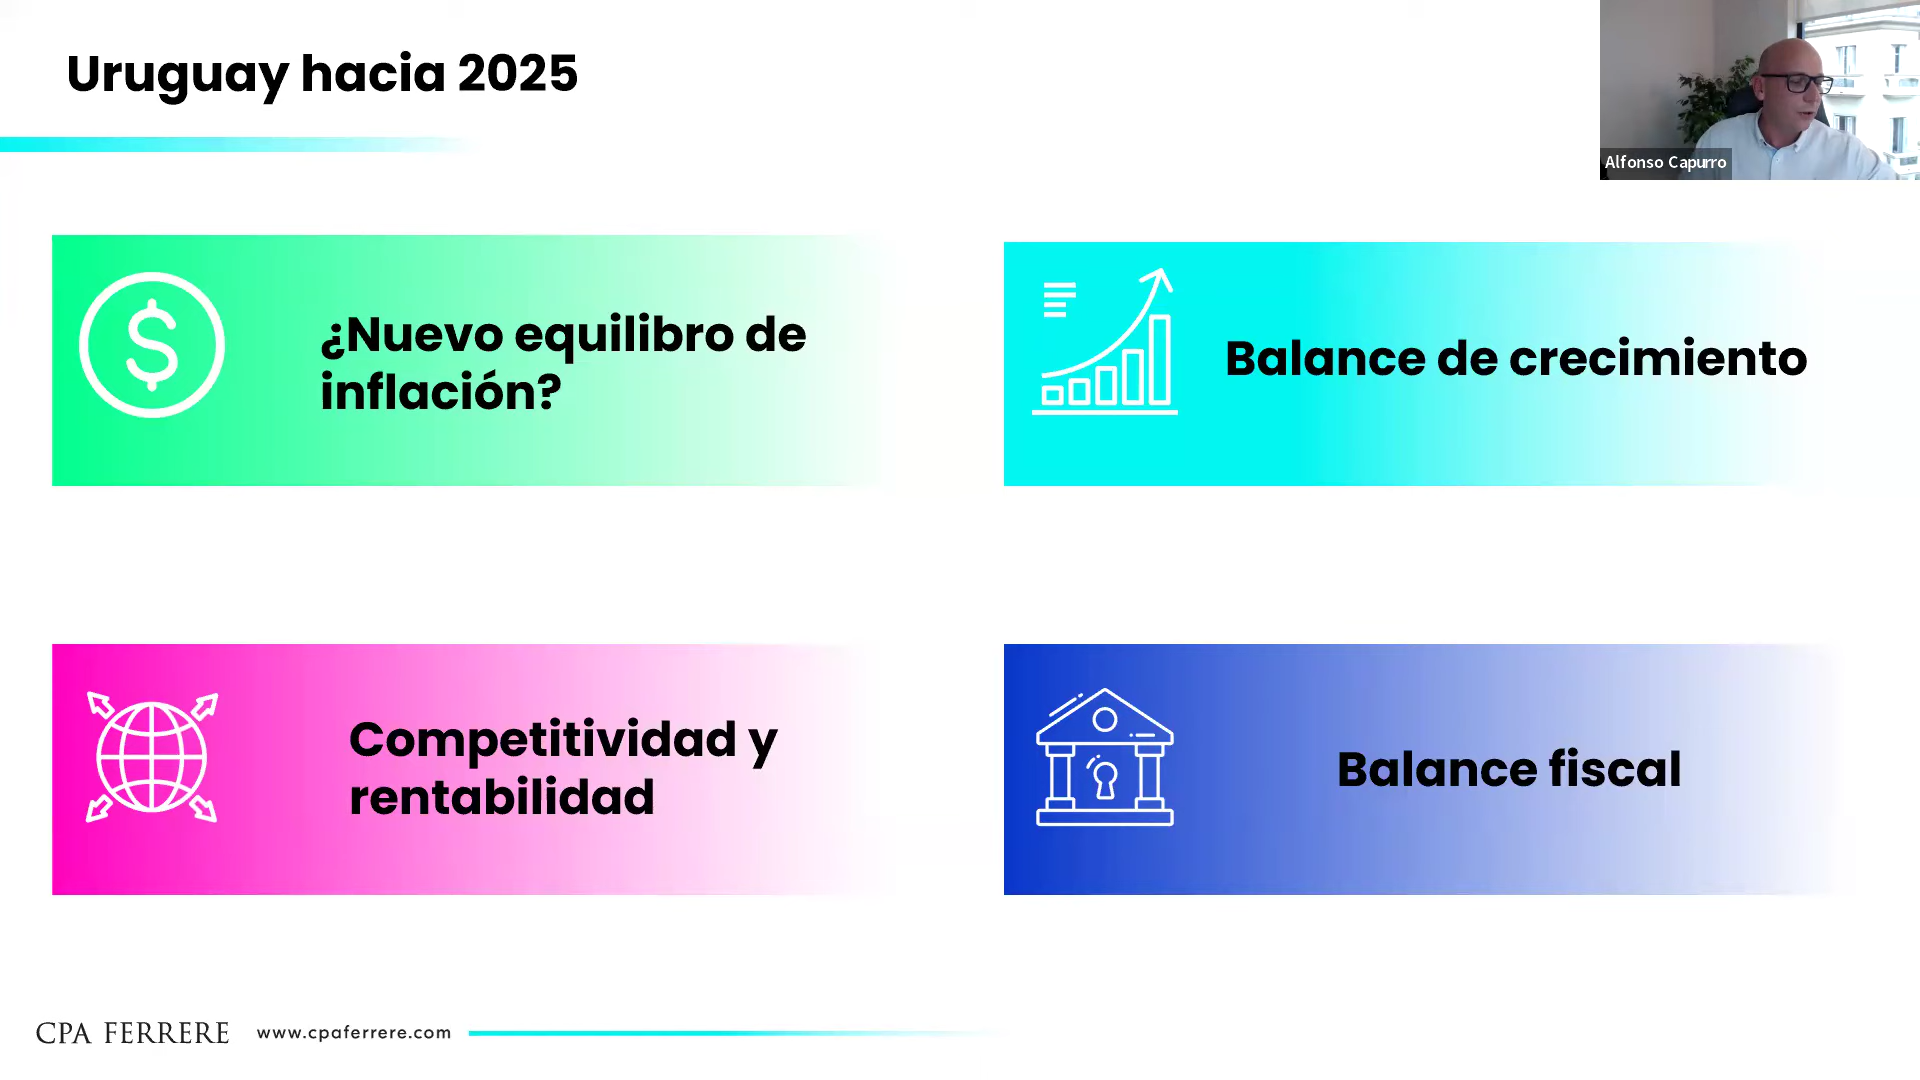 Uruguay hacia 2025
Alfonso Capurro
¿Nuevo equilibro de
inflación?
Balance de crecimiento
Competitividad y
rentabilidad
Balance fiscal
CPA FERRERE
www.cpaferrere.com